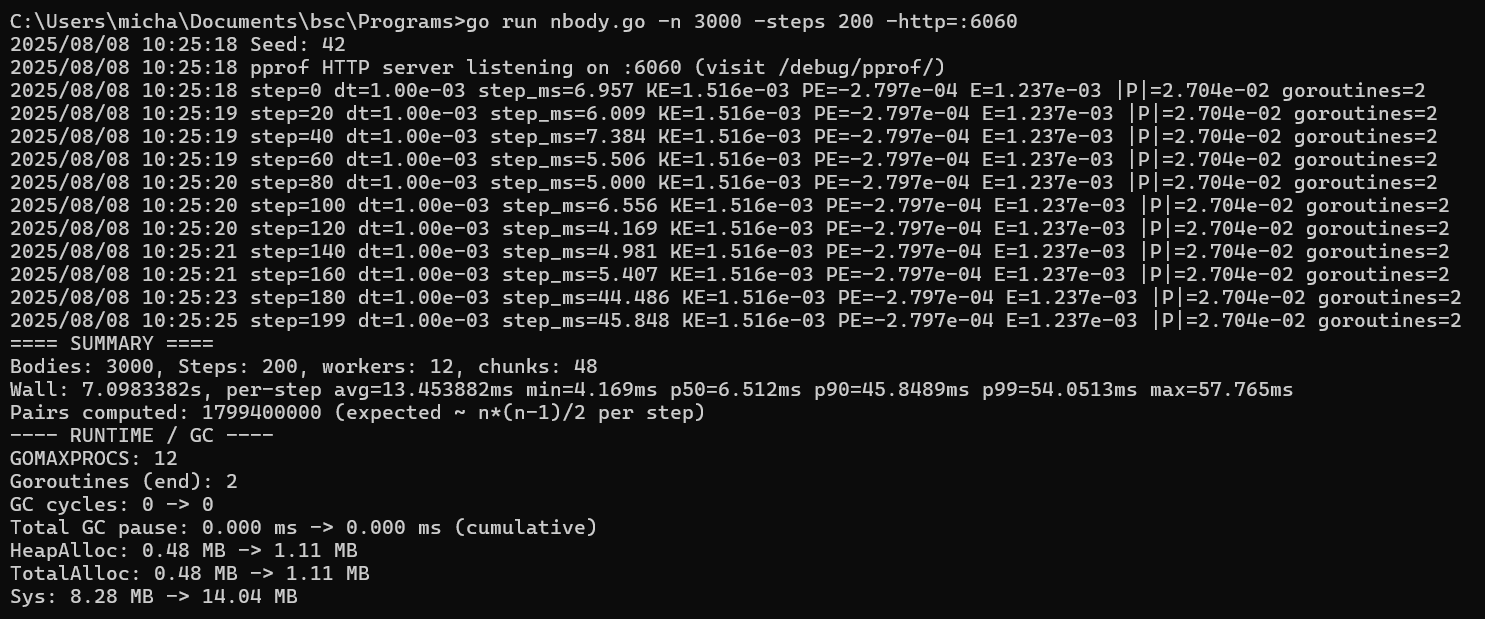 C:\Users\micha\Documents\bsc\Programs>go run nbody.go -n 3000 -steps 200 -http=:6060
2025/08/08 10:25:18 Seed: 42
2025/08/08 10:25:18 pprof HTTP server listening on :6060 (visit /debug/pprof/)
2025/08/08 10:25:18 step=0 dt=1.00e-03 step_ms=6.957 KE=1.516e-03 PE=-2.797e-04 E=1.237e-03 |P|=2.704e-02 goroutines=2
2025/08/08 10:25:19 step=20 dt=1.00e-03 step_ms=6.009 KE=1.516e-03 PE=-2.797e-04 E=1.237e-03 |P|=2.704e-02 goroutines=2
2025/08/08 10:25:19 step=40 dt=1.00e-03 step_ms=7.384 KE=1.516e-03 PE=-2.797e-04 E=1.237e-03 |P|=2.704e-02 goroutines=2
2025/08/08 10:25:19 step=60 dt=1.00e-03 step_ms=5.506 KE=1.516e-03 PE=-2.797e-04 E=1.237e-03 |P|=2.704e-02 goroutines=2
2025/08/08 10:25:20 step=80 dt=1.00e-03 step_ms=5.000 KE=1.516e-03 PE=-2.797e-04 E=1.237e-03 |P|=2.704e-02 goroutines=2
2025/08/08 10:25:20 step=100 dt=1.00e-03 step_ms=6.556 KE=1.516e-03 PE=-2.797e-04 E=1.237e-03 |P|=2.704e-02 goroutines=2
2025/08/08 10:25:20 step=120 dt=1.00e-03 step_ms=4.169 KE=1.516e-03 PE=-2.797e-04 E=1.237e-03 |P|=2.704e-02 goroutines=2
2025/08/08 10:25:21 step=140 dt=1.00e-03 step_ms=4.981 KE=1.516e-03 PE=-2.797e-04 E=1.237e-03 |P|=2.704e-02 goroutines=2
2025/08/08 10:25:21 step=160 dt=1.00e-03 step_ms=5.407 KE=1.516e-03 PE=-2.797e-04 E=1.237e-03 |P|=2.704e-02 goroutines=2
2025/08/08 10:25:23 step=180 dt=1.00e-03 step_ms=44.486 KE=1.516e-03 PE=-2.797e-04 E=1.237e-03 |P|=2.704e-02 goroutines=2
2025/08/08 10:25:25 step=199 dt=1.00e-03 step_ms=45.848 KE=1.516e-03 PE=-2.797e-04 E=1.237e-03 |P|=2.704e-02 goroutines=2
==== SUMMARY ====
Bodies: 3000, Steps: 200, workers: 12, chunks: 48
Wall: 7.0983382s, per-step avg=13.453882ms min=4.169ms p50=6.512ms p90=45.8489ms p99=54.0513ms max=57.765ms
Pairs computed: 1799400000 (expected ~ n*(n-1)/2 per step)
---- RUNTIME / GC ----
GOMAXPROCS: 12
Goroutines (end): 2
GC cycles: 0 -> 0
Total GC pause: 0.000 ms -> 0.000 ms (cumulative)
HeapAlloc: 0.48 MB -> 1.11 MB
TotalAlloc: 0.48 MB -> 1.11 MB
Sys: 8.28 MB -> 14.04 MB